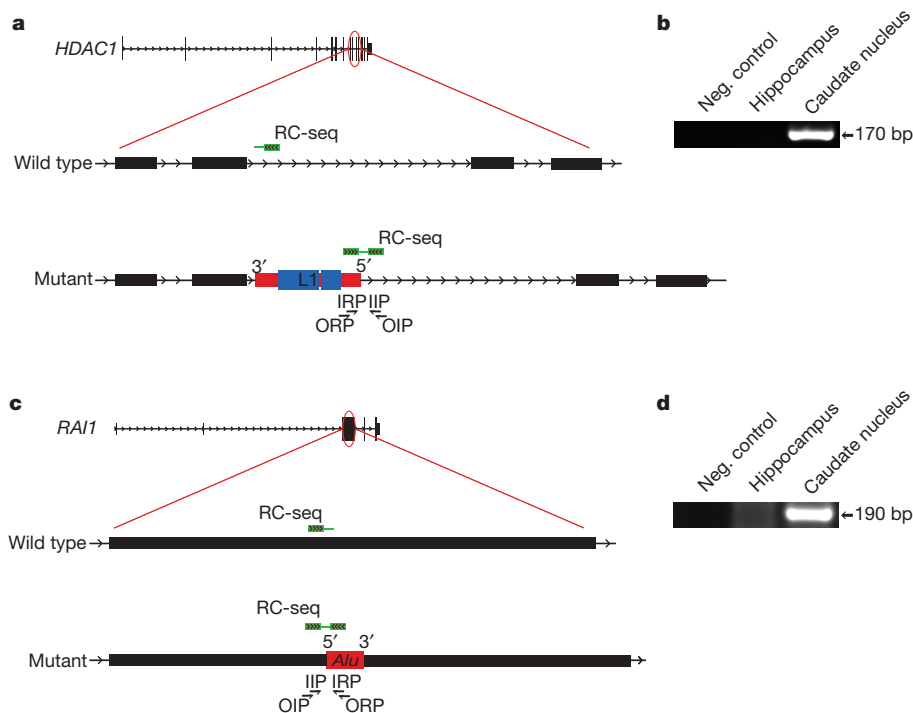 a
HDAC1
RC-seq
Wild type
RC-seq
3′ 5′
Mutant
L1
IRP IIP
ORP OIP
b
Neg. control
Hippocampus
Caudate nucleus
170 bp
c
RAI1
RC-seq
Wild type
RC-seq
5′ 3′
Mutant
Alu
IIP IRP
OIP ORP
d
Neg. control
Hippocampus
Caudate nucleus
190 bp